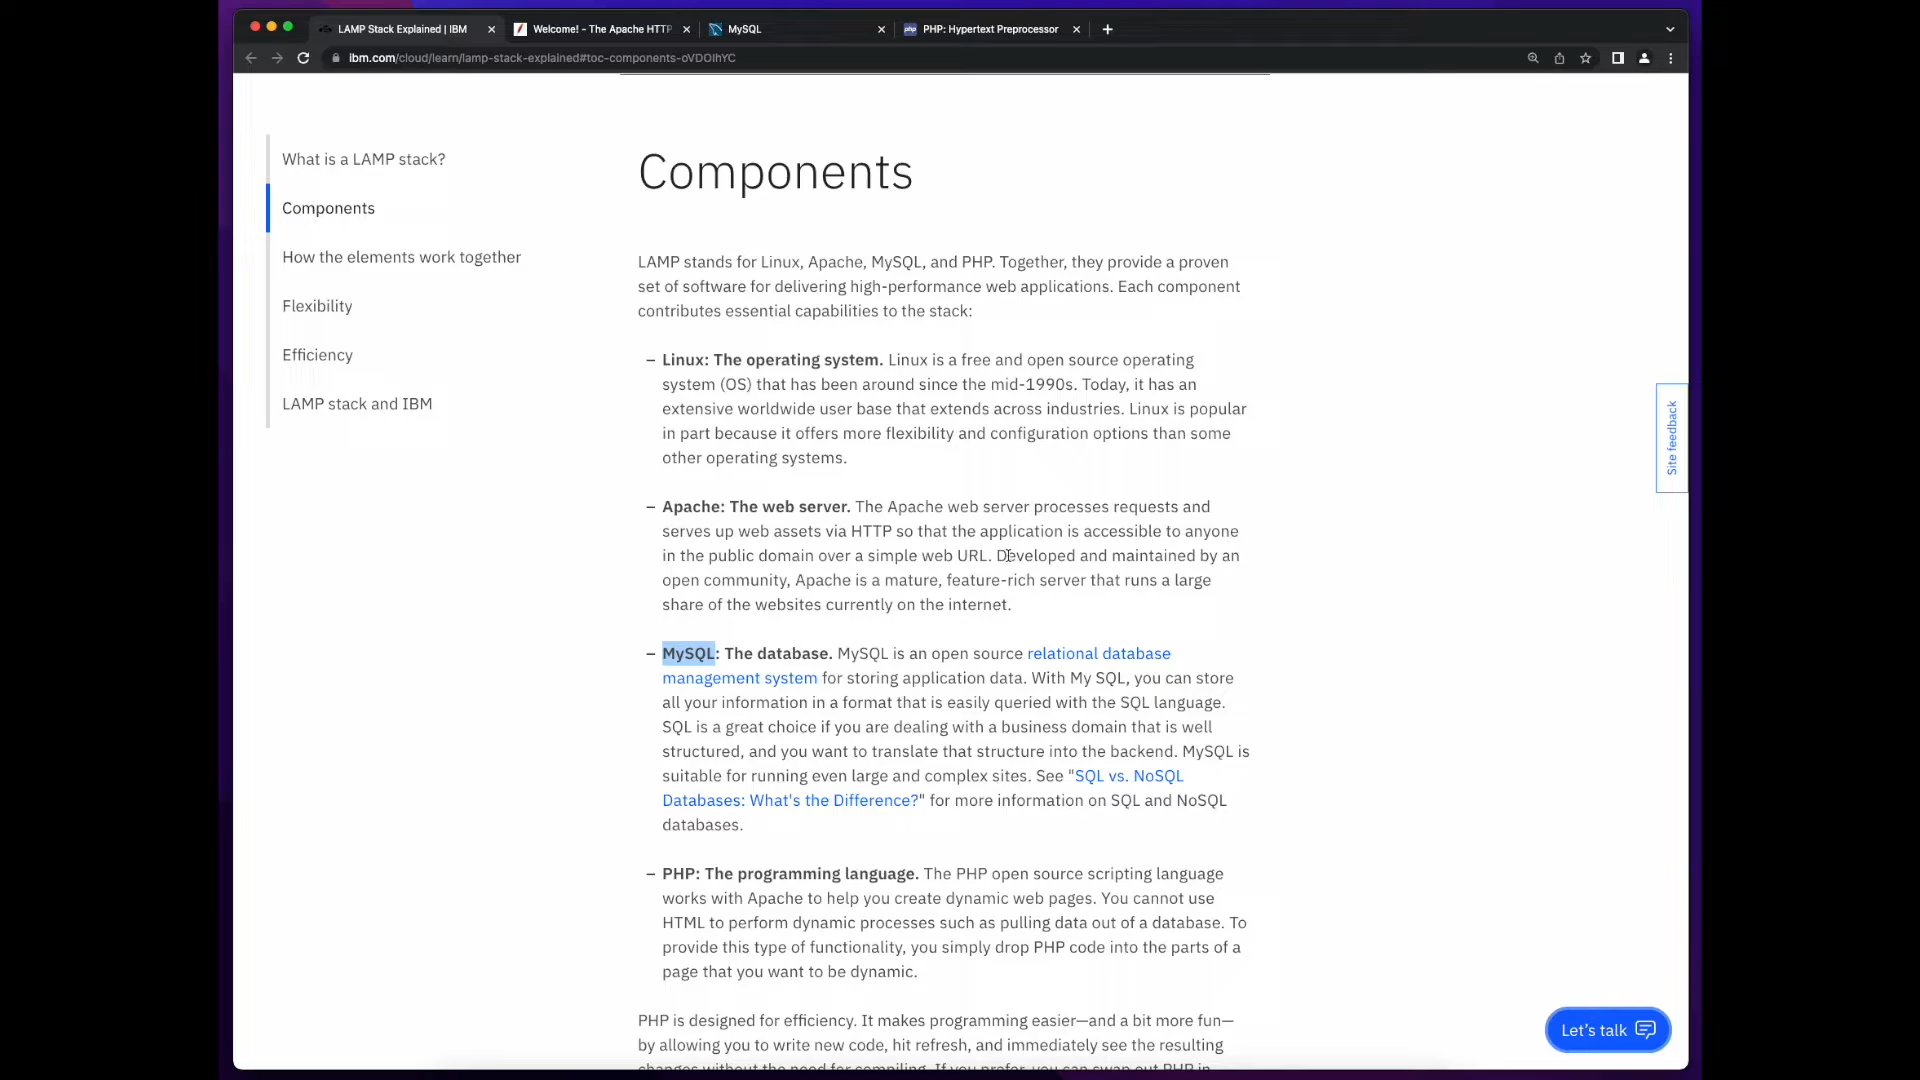 LAMP Stack Explained | IBM
Welcome! - The Apache HTTP
MySQL
php
PHP: Hypertext Preprocessor
ibm.com/cloud/learn/lamp-stack-explained#toc-components-oVDOIhYC
What is a LAMP stack?
Components
How the elements work together
Flexibility
Efficiency
LAMP stack and IBM
Components
LAMP stands for Linux, Apache, MySQL, and PHP. Together, they provide a proven
set of software for delivering high-performance web applications. Each component
contributes essential capabilities to the stack:
– Linux: The operating system. Linux is a free and open source operating
system (OS) that has been around since the mid-1990s. Today, it has an
extensive worldwide user base that extends across industries. Linux is popular
in part because it offers more flexibility and configuration options than some
other operating systems.
– Apache: The web server. The Apache web server processes requests and
serves up web assets via HTTP so that the application is accessible to anyone
in the public domain over a simple web URL. Developed and maintained by an
open community, Apache is a mature, feature-rich server that runs a large
share of the websites currently on the internet.
– MySQL: The database. MySQL is an open source relational database
management system for storing application data. With My SQL, you can store
all your information in a format that is easily queried with the SQL language.
SQL is a great choice if you are dealing with a business domain that is well
structured, and you want to translate that structure into the backend. MySQL is
suitable for running even large and complex sites. See "SQL vs. NoSQL
Databases: What's the Difference?" for more information on SQL and NoSQL
databases.
– PHP: The programming language. The PHP open source scripting language
works with Apache to help you create dynamic web pages. You cannot use
HTML to perform dynamic processes such as pulling data out of a database. To
provide this type of functionality, you simply drop PHP code into the parts of a
page that you want to be dynamic.
PHP is designed for efficiency. It makes programming easier—and a bit more fun—
by allowing you to write new code, hit refresh, and immediately see the resulting
changes without the need for compiling. If you prefer, you can swap out PHP in
Site feedback
Let's talk